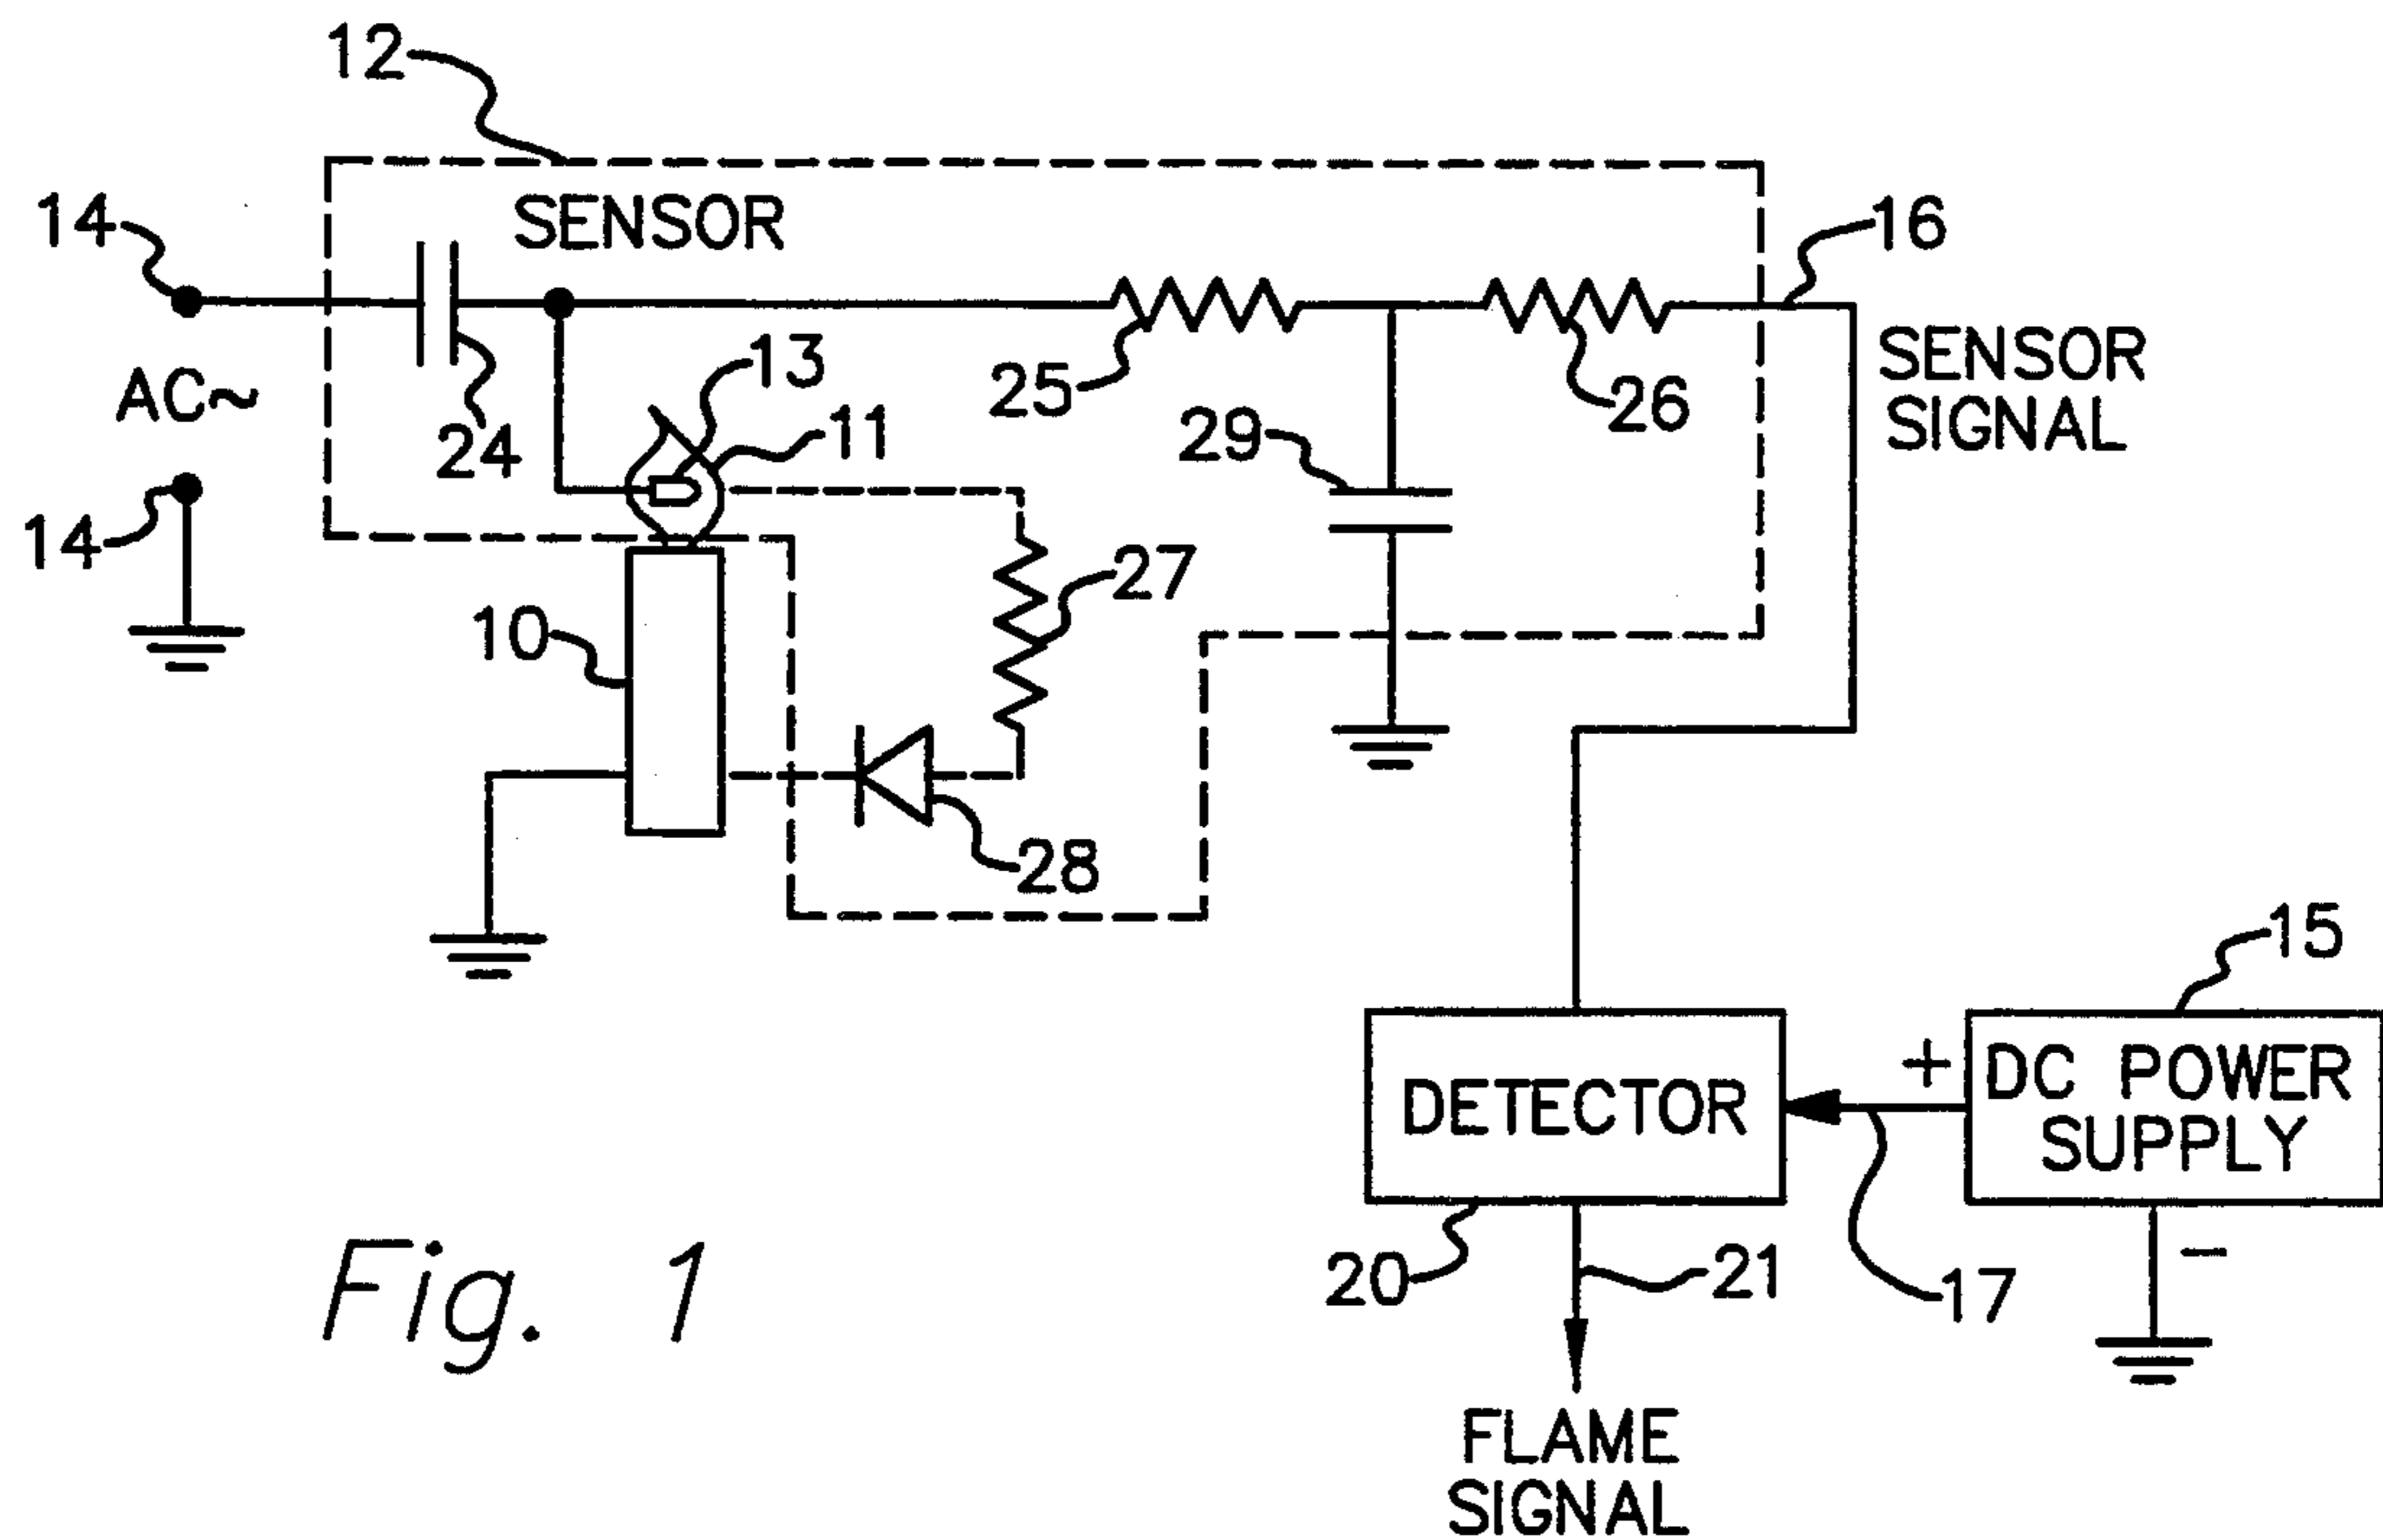 12
14
SENSOR
16
AC~
24
13
11
25
29
26
SENSOR
SIGNAL
14
10
27
28
15
DETECTOR
+
DC POWER
SUPPLY
-
20
21
17
FLAME
SIGNAL
Fig. 1